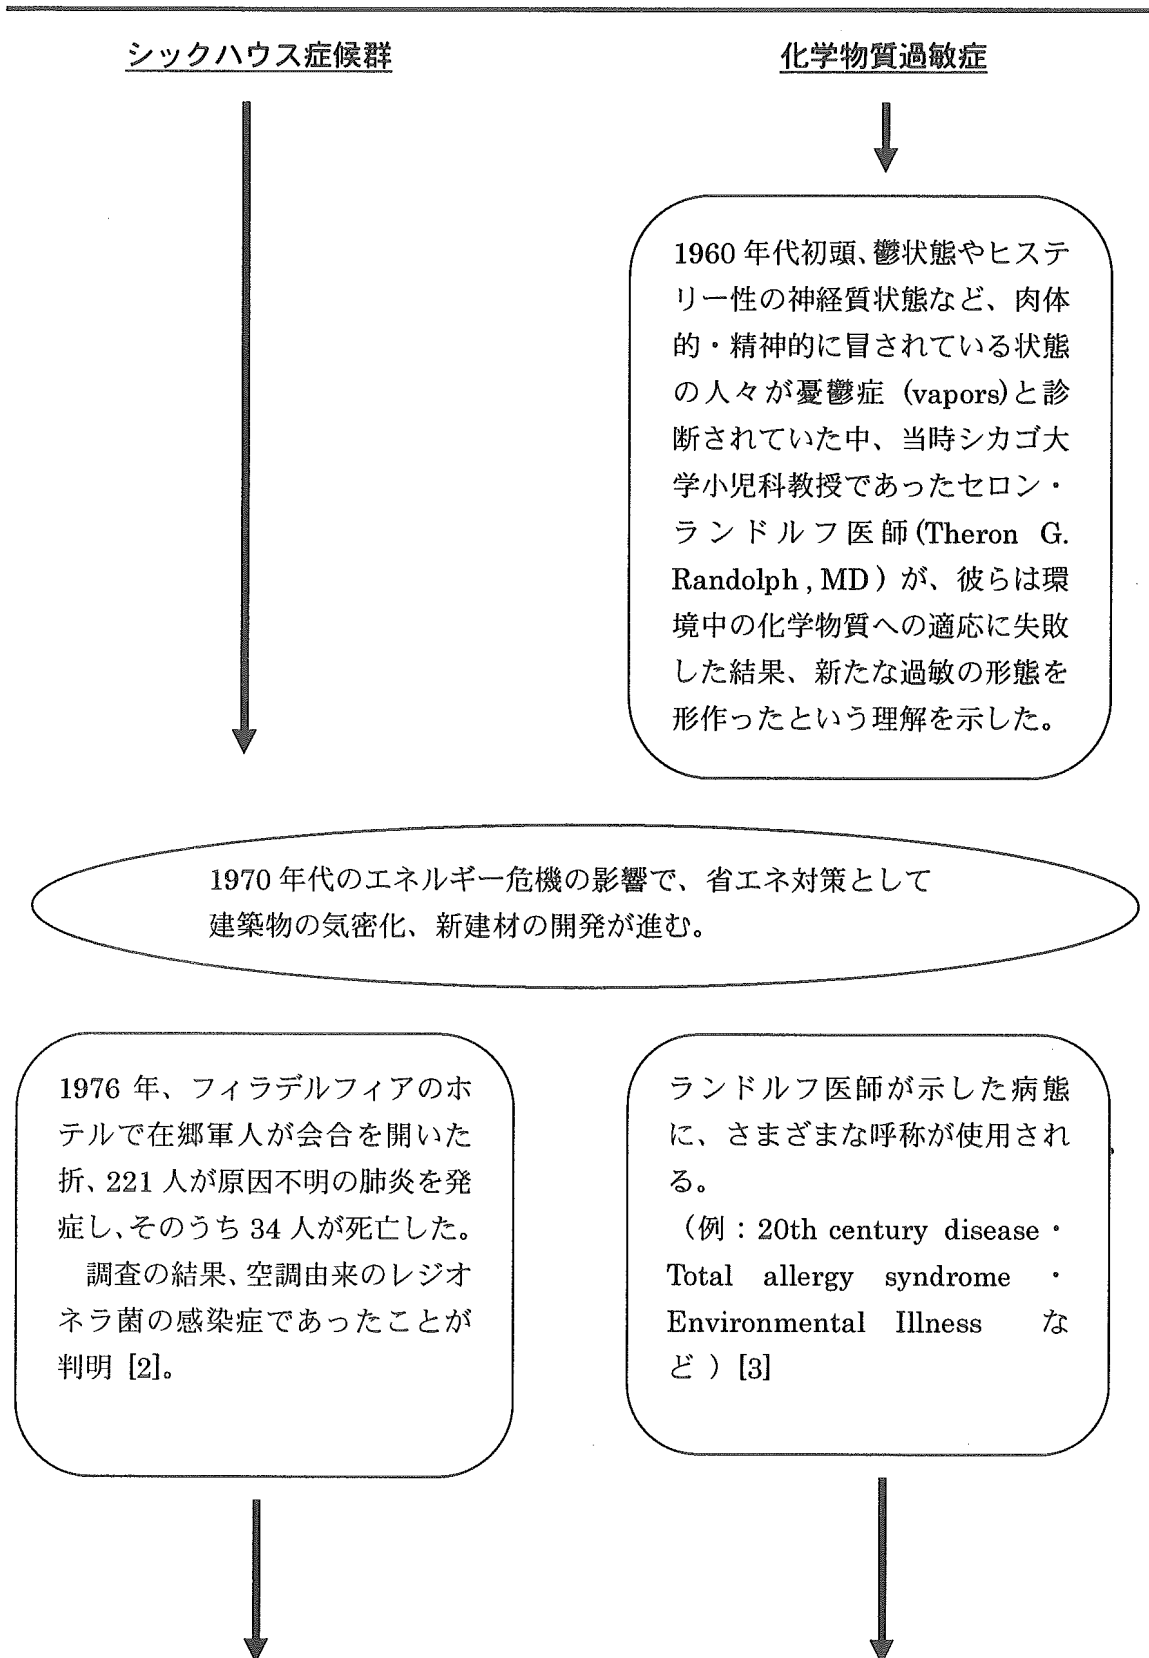 シックハウス症候群
化学物質過敏症
1960 年代初頭、鬱状態やヒステ
リー性の神経質状態など、肉体
的・精神的に冒されている状態
の人々が憂鬱症 (vapors)と診
断されていた中、当時シカゴ大
学小児科教授であったセロン・
ランドルフ医師(Theron G.
Randolph , MD ) が、彼らは環
境中の化学物質への適応に失敗
した結果、新たな過敏の形態を
形作ったという理解を示した。
1970 年代のエネルギー危機の影響で、省エネ対策として
建築物の気密化、新建材の開発が進む。
1976 年、フィラデルフィアのホ
テルで在郷軍人が会合を開いた
折、221 人が原因不明の肺炎を発
症し、そのうち 34 人が死亡した。
調査の結果、空調由来のレジオ
ネラ菌の感染症であったことが
判明 [2]。
ランドルフ医師が示した病態
に、さまざまな呼称が使用され
る。
(例：20th century disease・
Total allergy syndrome ・
Environmental Illness な
ど ) [3]